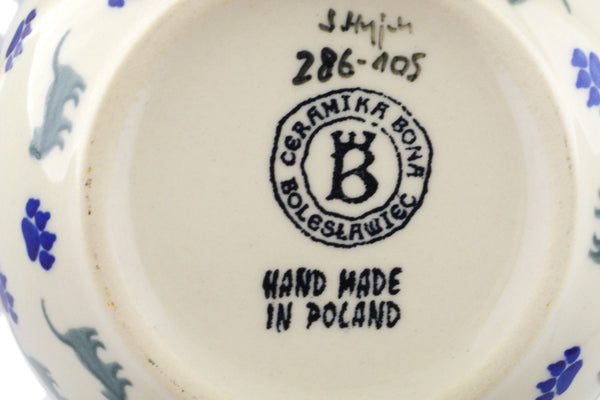 286-105
CERAMIKA BONA
B
BOLESŁAWIEC
HAND MADE
IN POLAND